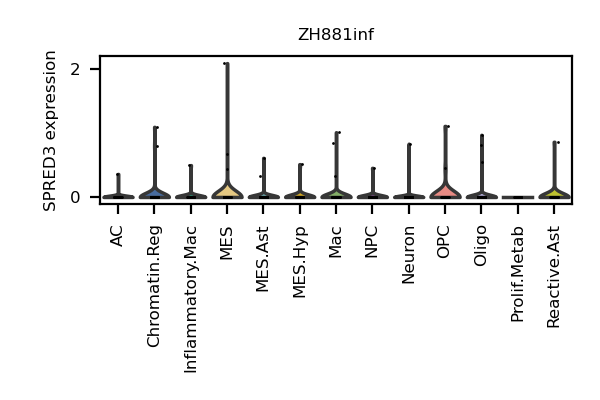 ZH881inf
SPRED3 expression
2
0
AC
Chromatin.Reg
Inflammatory.Mac
MES
MES.Ast
MES.Hyp
Mac
NPC
Neuron
OPC
Oligo
Prolif.Metab
Reactive.Ast